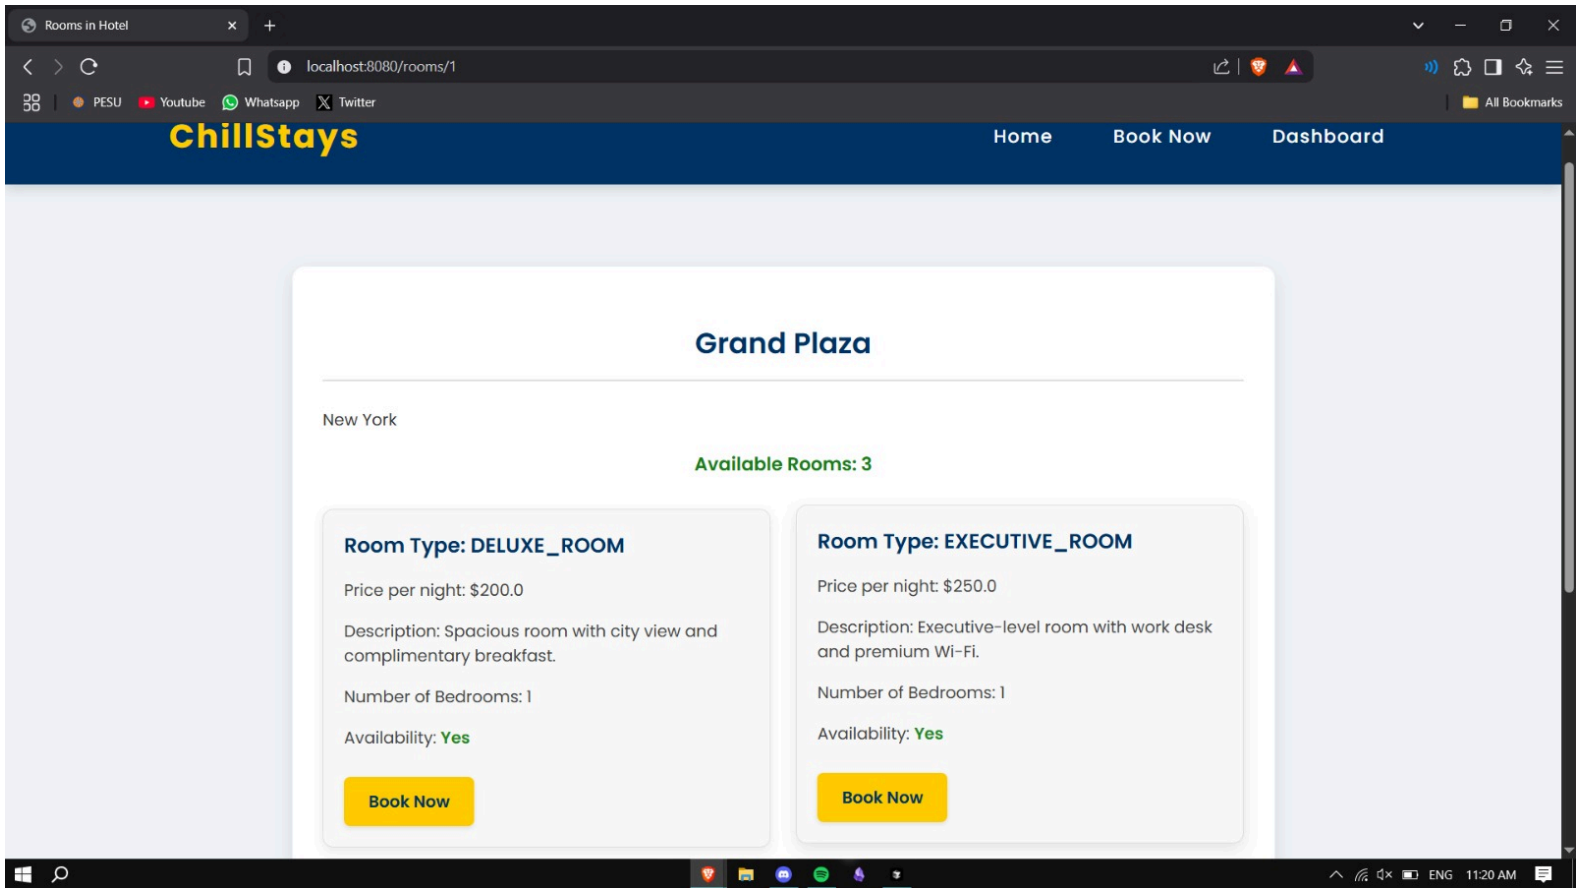 Rooms in Hotel
localhost:8080/rooms/1
PESU Youtube Whatsapp Twitter
All Bookmarks
ChillStays
Home Book Now Dashboard
Grand Plaza
New York
Available Rooms: 3
Room Type: DELUXE_ROOM
Price per night: $200.0
Description: Spacious room with city view and
complimentary breakfast.
Number of Bedrooms: 1
Availability: Yes
Book Now
Room Type: EXECUTIVE_ROOM
Price per night: $250.0
Description: Executive-level room with work desk
and premium Wi-Fi.
Number of Bedrooms: 1
Availability: Yes
Book Now
ENG 11:20 AM